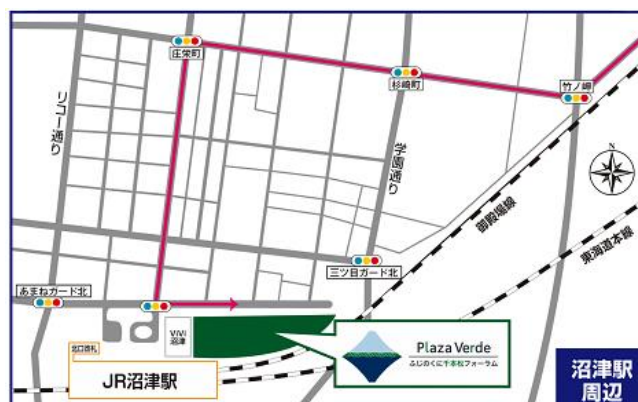 庄栄町
杉崎町
竹ノ岬
リコー通り
学園通り
N
御殿場線
東海道本線
三ツ目ガード北
あまねガード北
ViVi
沼津
Plaza Verde
ふじのくに千本松フォーラム
北口改札
JR沼津駅
沼津駅
周辺